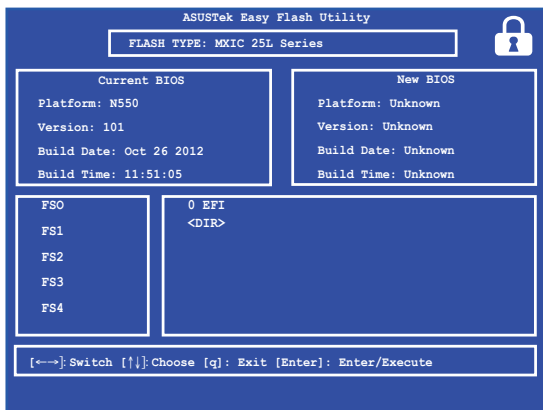 ASUSTek Easy Flash Utility
FLASH TYPE: MXIC 25L Series
Current BIOS
Platform: N550
Version: 101
Build Date: Oct 26 2012
Build Time: 11:51:05
New BIOS
Platform: Unknown
Version: Unknown
Build Date: Unknown
Build Time: Unknown
FSO
FS1
FS2
FS3
FS4
0 EFI
<DIR>
[←→]: Switch [↑↓]: Choose [q]: Exit [Enter]: Enter/Execute